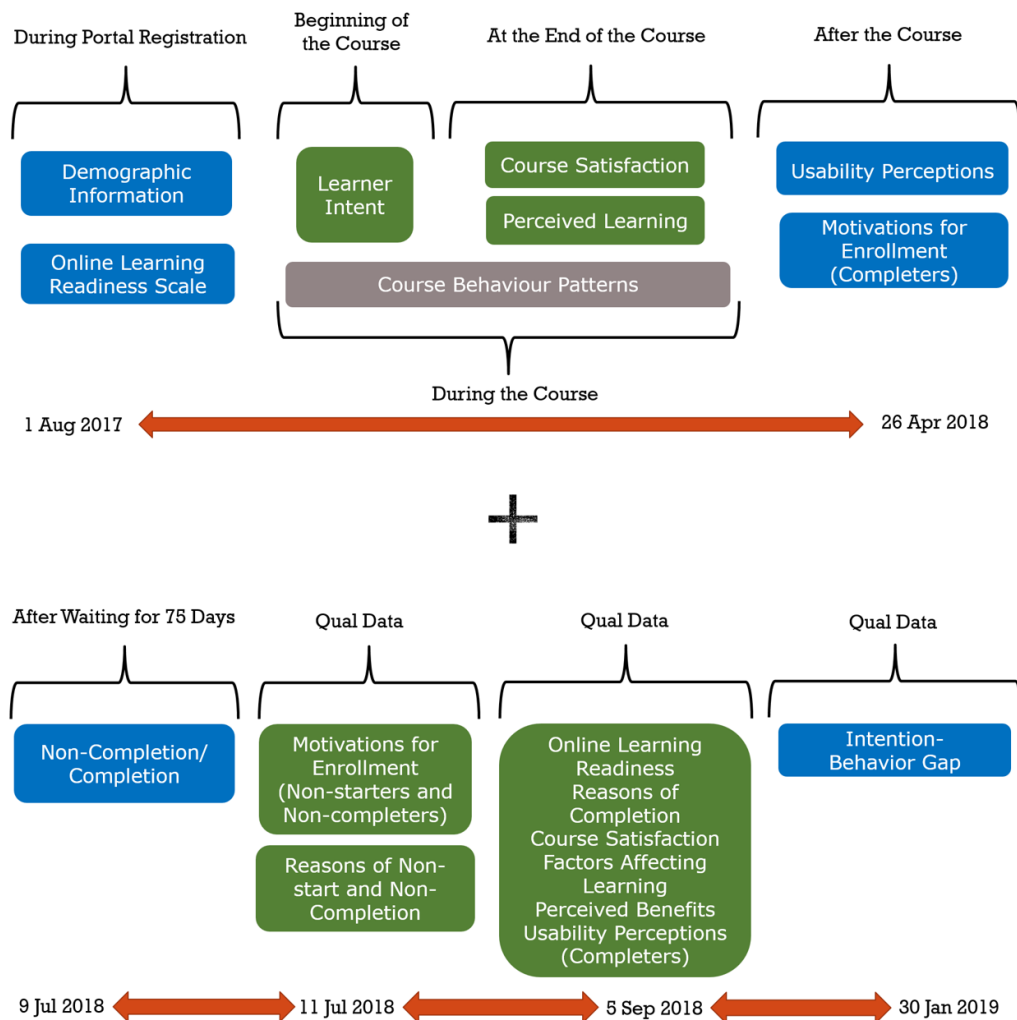 During Portal Registration
Beginning of
the Course
At the End of the Course
After the Course
Demographic
Information
Online Learning
Readiness Scale
Learner
Intent
Course Satisfaction
Perceived Learning
Usability Perceptions
Motivations for
Enrollment
(Completers)
Course Behaviour Patterns
During the Course
1 Aug 2017
26 Apr 2018
+
After Waiting for 75 Days
Qual Data
Qual Data
Qual Data
Non-Completion/
Completion
Motivations for
Enrollment
(Non-starters and
Non-completers)
Reasons of Non-
start and Non-
Completion
Online Learning
Readiness
Reasons of
Completion
Course Satisfaction
Factors Affecting
Learning
Perceived Benefits
Usability Perceptions
(Completers)
Intention-
Behavior Gap
9 Jul 2018
11 Jul 2018
5 Sep 2018
30 Jan 2019